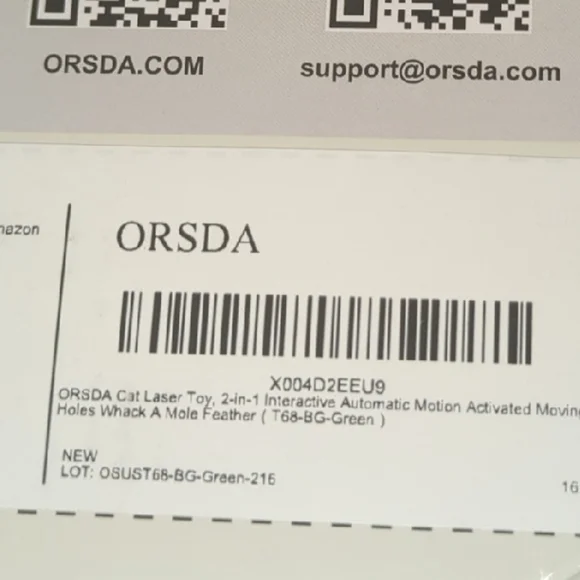 ORSDA.COM
support@orsda.com
mazon
ORSDA
X004D2EEU9
ORSDA Cat Laser Toy, 2-in-1 Interactive Automatic Motion Activated Moving
Holes Whack A Mole Feather ( T68-BG-Green )
NEW
LOT: OSUST68-BG-Green-216
16